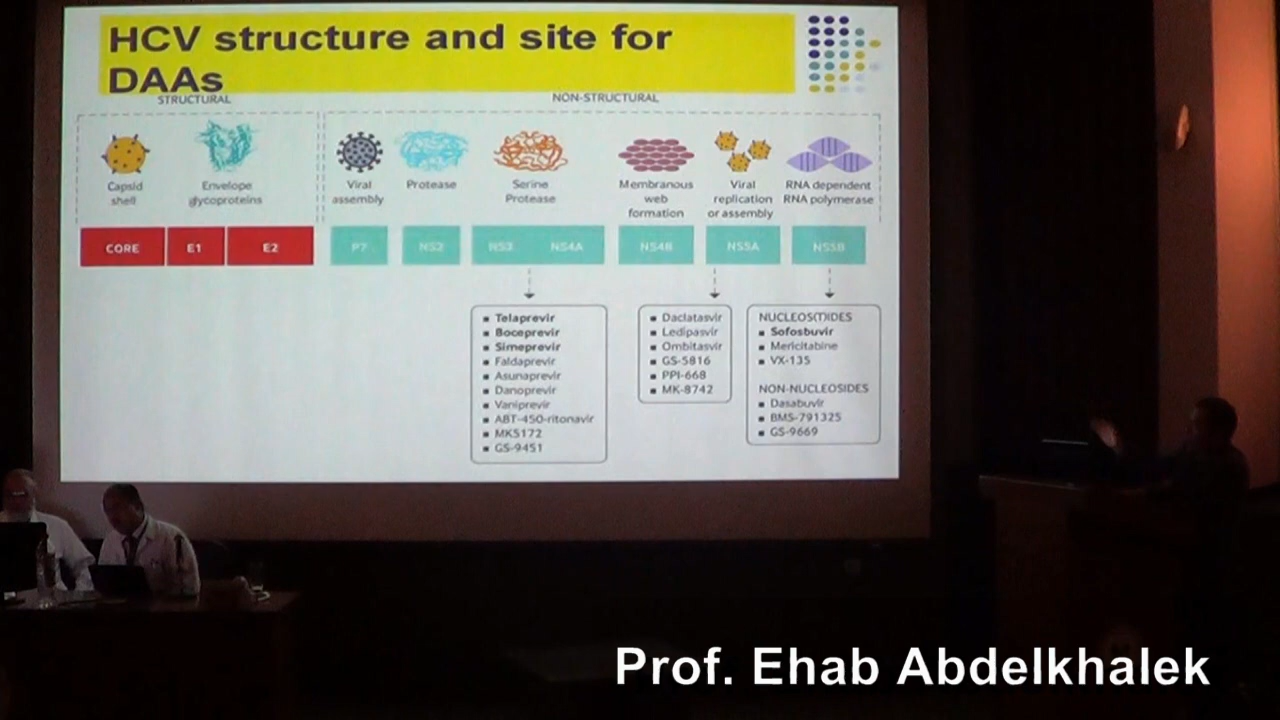 HCV structure and site for
DAAs
STRUCTURAL
NON-STRUCTURAL
Capsid
shell
Envelope
glycoproteins
Viral
assembly
Protease
Serine
Protease
Membranous
web
formation
Viral
replication
or assembly
RNA dependent
RNA polymerase
CORE
E1
E2
P7
NS2
NS3
NS4A
NS4B
NS5A
NS5B
Telaprevir
Boceprevir
Simeprevir
Faldaprevir
Asunaprevir
Danoprevir
Vaniprevir
ABT-450-ritonavir
MK5172
GS-9451
Daclatasvir
Ledipasvir
Ombitasvir
GS-5816
PPI-668
MK-8742
NUCLEOS(T)IDES
Sofosbuvir
Mericitabine
VX-135
NON-NUCLEOSIDES
Dasabuvir
BMS-791325
GS-9669
Prof. Ehab Abdelkhalek